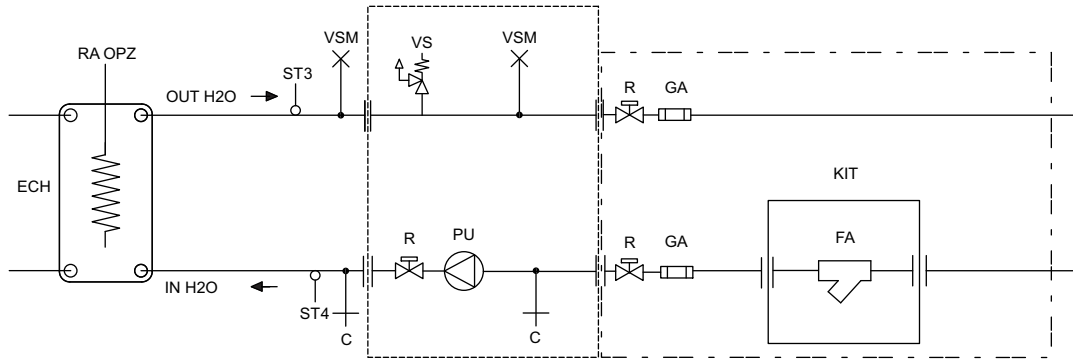 VSM
VS
VSM
RA OPZ
ST3
R
GA
OUT H2O
ECH
KIT
R
PU
R
GA
FA
IN H2O
ST4
C
C